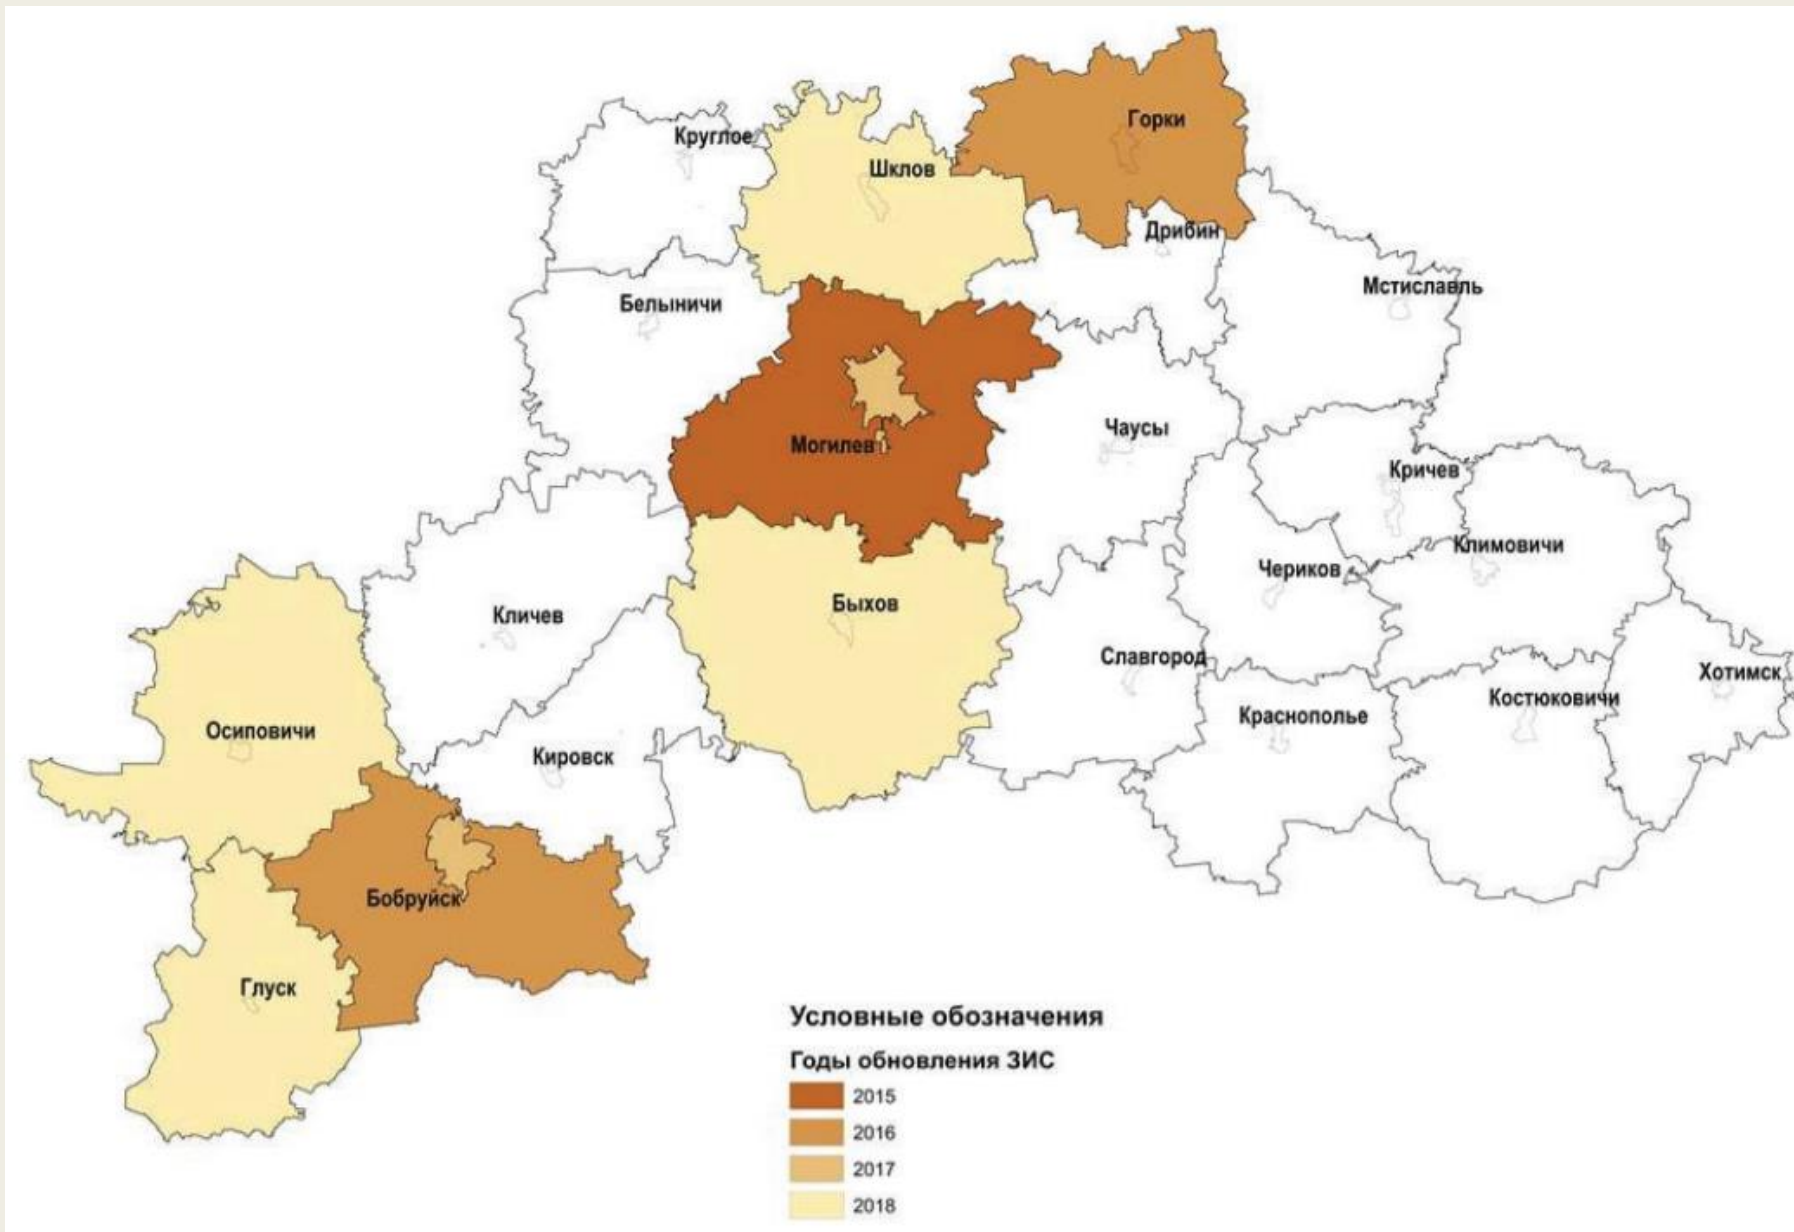 Горки
Круглое
Шклов
Дрибин
Мстиславль
Белыничи
Чаусы
Могилев
Кричев
Климовичи
Чериков
Быхов
Кличев
Славгород
Хотимск
Костюковичи
Краснополье
Осиповичи
Кировск
Бобруйск
Глуск
Условные обозначения
Годы обновления ЗИС
2015
2016
2017
2018